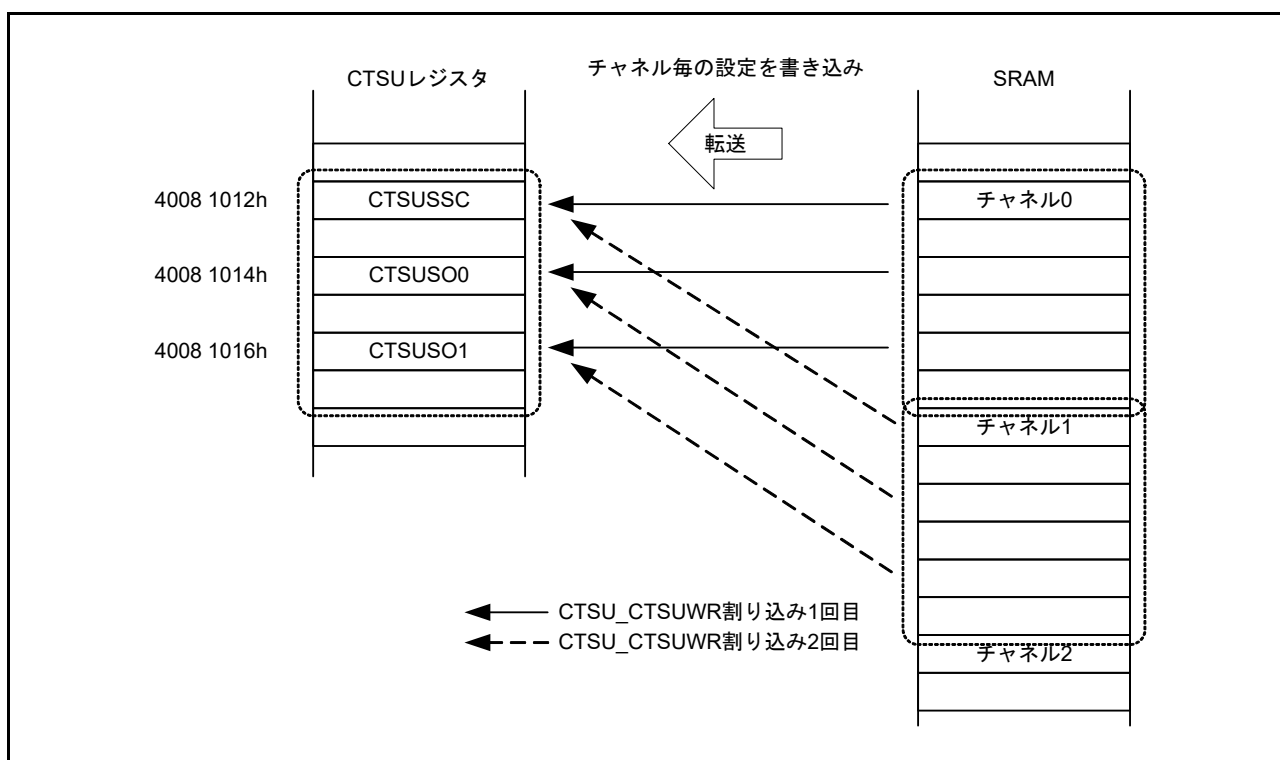 チャネル毎の設定を書き込み
CTSUレジスタ
SRAM
転送
4008 1012h
CTSUSSC
チャネル0
4008 1014h
CTSUSO0
4008 1016h
CTSUSO1
チャネル1
CTSU_CTSUWR割り込み1回目
CTSU_CTSUWR割り込み2回目
チャネル2